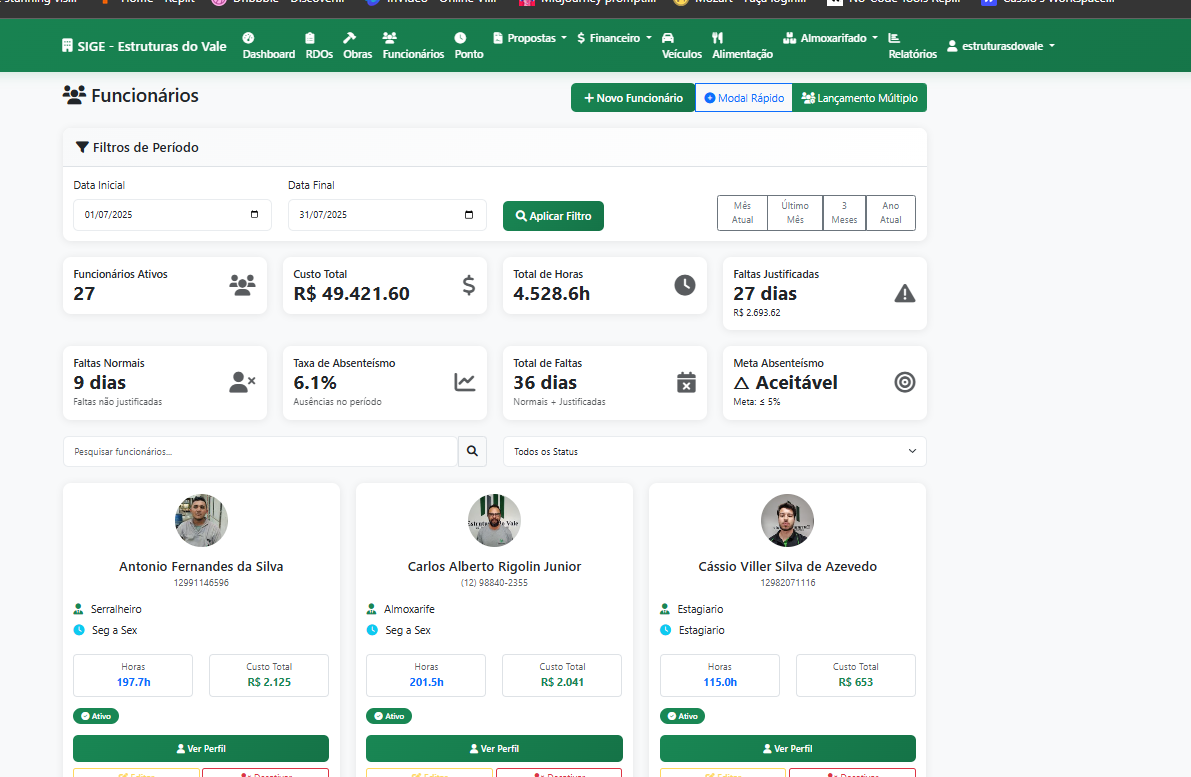 SIGE - Estruturas do Vale
Dashboard
RDOs
Obras
Funcionários
Ponto
Propostas
Financeiro
Veículos
Alimentação
Almoxarifado
Relatórios
estruturasdovale
Funcionários
Novo Funcionário
Modal Rápido
Lançamento Múltiplo
Filtros de Período
Data Inicial
Data Final
01/07/2025
31/07/2025
Aplicar Filtro
Mês Atual
Último Mês
3 Meses
Ano Atual
Funcionários Ativos
27
Custo Total
R$ 49.421.60
Total de Horas
4.528.6h
Faltas Justificadas
27 dias
R$ 2.693.62
Faltas Normais
9 dias
Faltas não justificadas
Taxa de Absenteísmo
6.1%
Ausências no período
Total de Faltas
36 dias
Normais + Justificadas
Meta Absenteísmo
△ Aceitável
Meta: ≤ 5%
Pesquisar funcionários...
Todos os Status
Antonio Fernandes da Silva
12991146596
Serralheiro
Seg a Sex
Horas
197.7h
Custo Total
R$ 2.125
Ativo
Ver Perfil
Carlos Alberto Rigolin Junior
(12) 98840-2355
Almoxarife
Seg a Sex
Horas
201.5h
Custo Total
R$ 2.041
Ativo
Ver Perfil
Cássio Viller Silva de Azevedo
12982071116
Estagiario
Estagiario
Horas
115.0h
Custo Total
R$ 653
Ativo
Ver Perfil